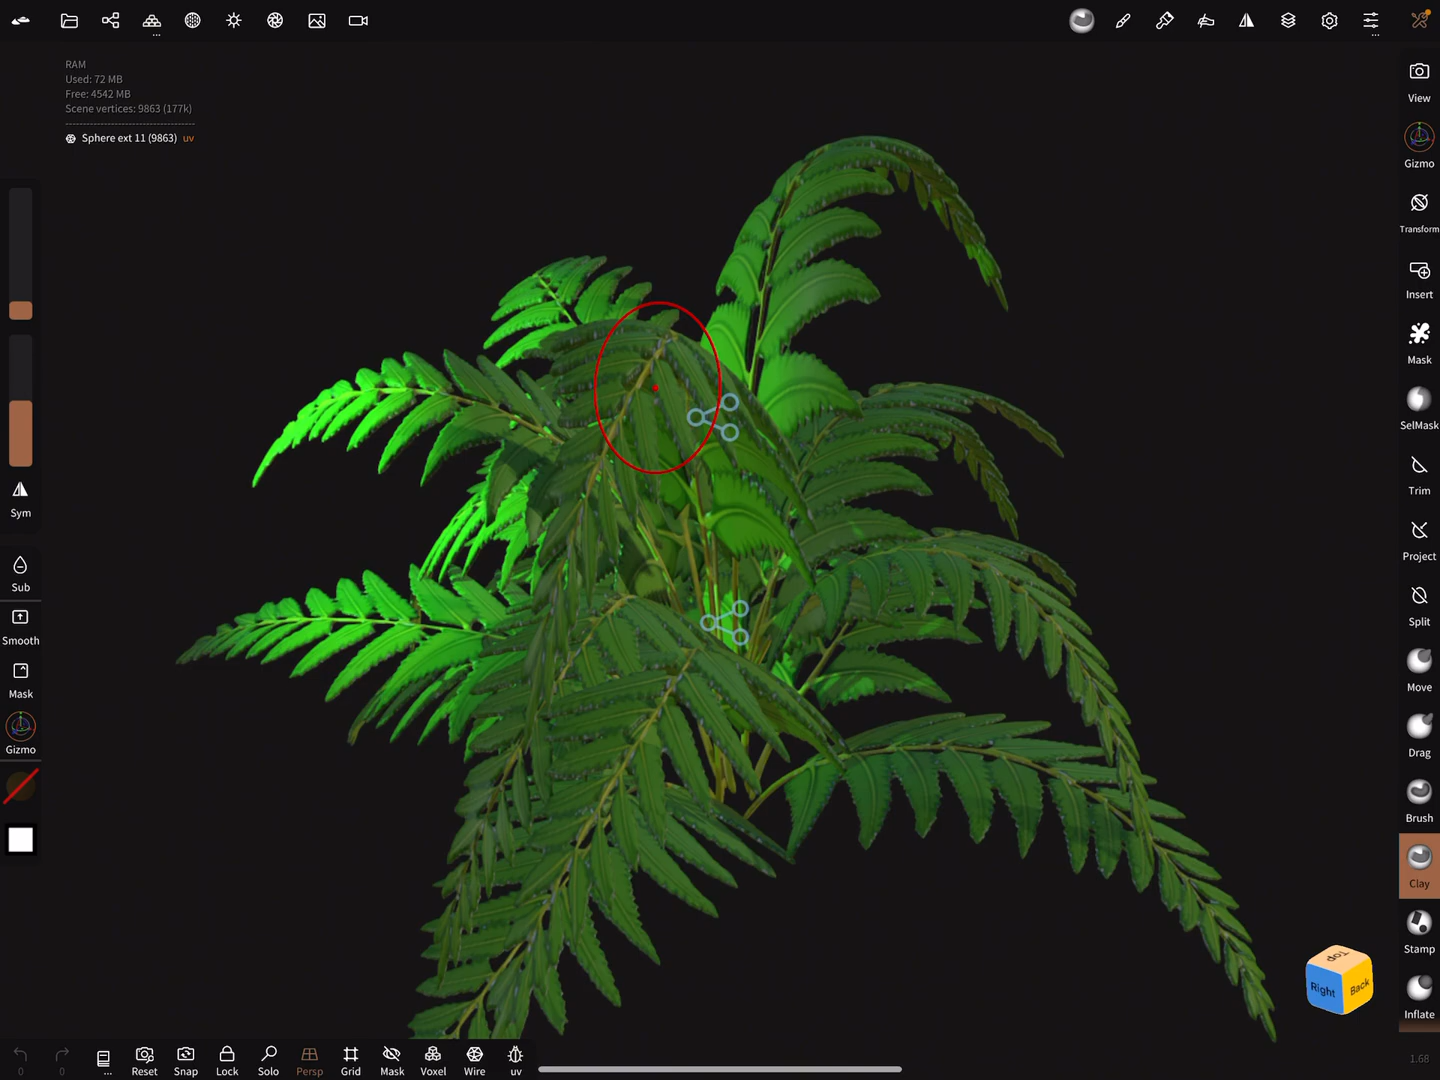 RAM
Used: 72 MB
Free: 4542 MB
Scene vertices: 9863 (177k)
Sphere ext 11 (9863) uv
View
Gizmo
Transform
Insert
Mask
SelMask
Trim
Project
Split
Move
Drag
Brush
Clay
Stamp
Inflate
Sym
Sub
Smooth
Mask
Gizmo
Top
Right
Back
0
0
...
Reset
Snap
Lock
Solo
Persp
Grid
Mask
Voxel
Wire
uv
1.68